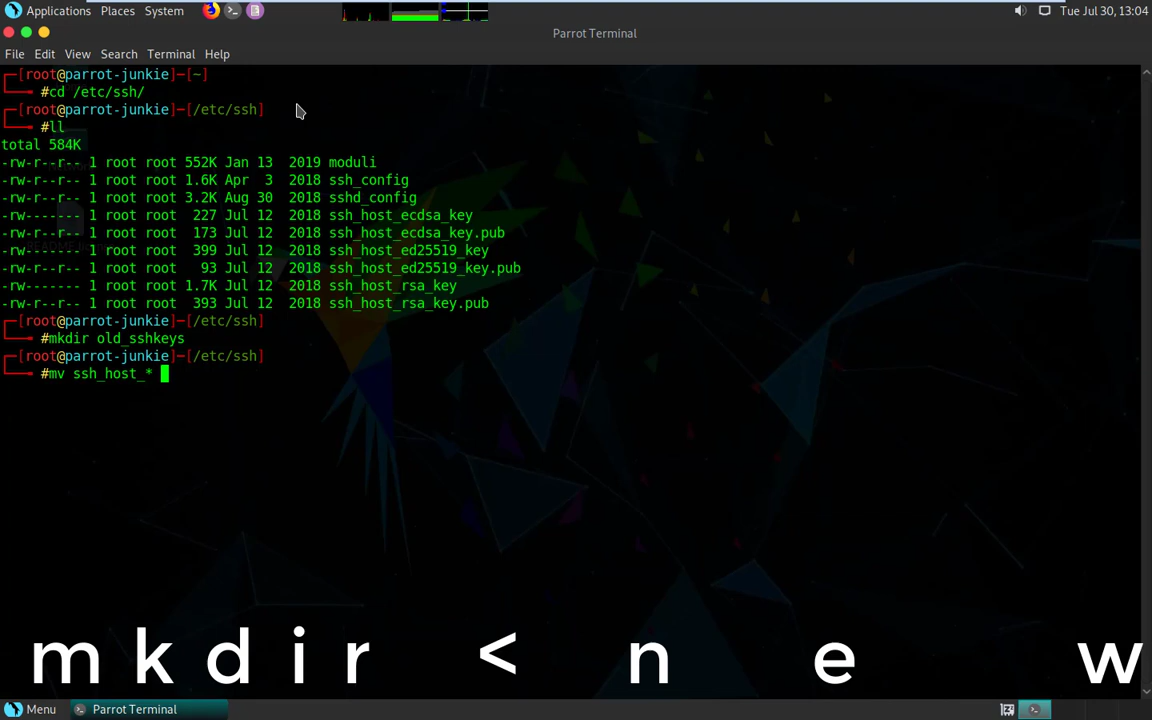 Applications Places System Tue Jul 30, 13:04
Parrot Terminal
File Edit View Search Terminal Help
┌─[root@parrot-junkie]─[~]
└──╼ #cd /etc/ssh/
┌─[root@parrot-junkie]─[/etc/ssh]
└──╼ #ll
total 584K
-rw-r--r-- 1 root root 552K Jan 13  2019 moduli
-rw-r--r-- 1 root root 1.6K Apr  3  2018 ssh_config
-rw-r--r-- 1 root root 3.2K Aug 30  2018 sshd_config
-rw------- 1 root root  227 Jul 12  2018 ssh_host_ecdsa_key
-rw-r--r-- 1 root root  173 Jul 12  2018 ssh_host_ecdsa_key.pub
-rw------- 1 root root  399 Jul 12  2018 ssh_host_ed25519_key
-rw-r--r-- 1 root root   93 Jul 12  2018 ssh_host_ed25519_key.pub
-rw------- 1 root root 1.7K Jul 12  2018 ssh_host_rsa_key
-rw-r--r-- 1 root root  393 Jul 12  2018 ssh_host_rsa_key.pub
┌─[root@parrot-junkie]─[/etc/ssh]
└──╼ #mkdir old_sshkeys
┌─[root@parrot-junkie]─[/etc/ssh]
└──╼ #mv ssh_host_*
mkdir < n e w
Menu Parrot Terminal